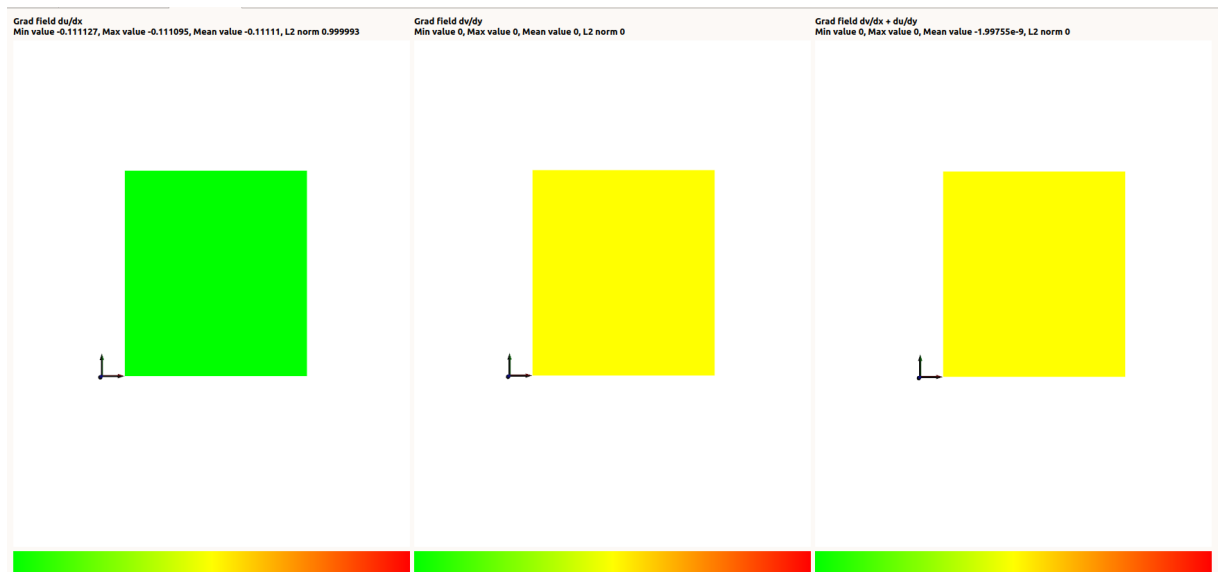 Grad field du/dx
Min value -0.111127, Max value -0.111095, Mean value -0.11111, L2 norm 0.999993
Grad field dv/dy
Min value 0, Max value 0, Mean value 0, L2 norm 0
Grad field dv/dx + du/dy
Min value 0, Max value 0, Mean value -1.99755e-9, L2 norm 0